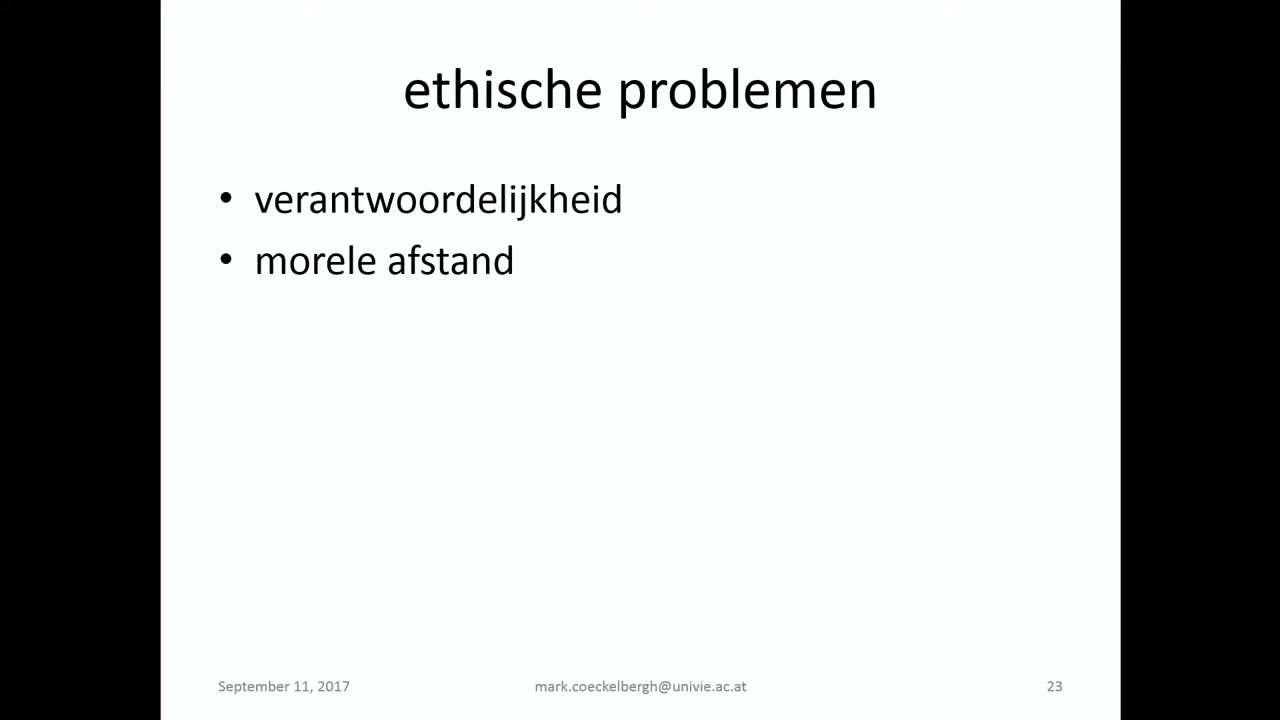 ethische problemen
• verantwoordelijkheid
• morele afstand
September 11, 2017 mark.coeckelbergh@univie.ac.at 23